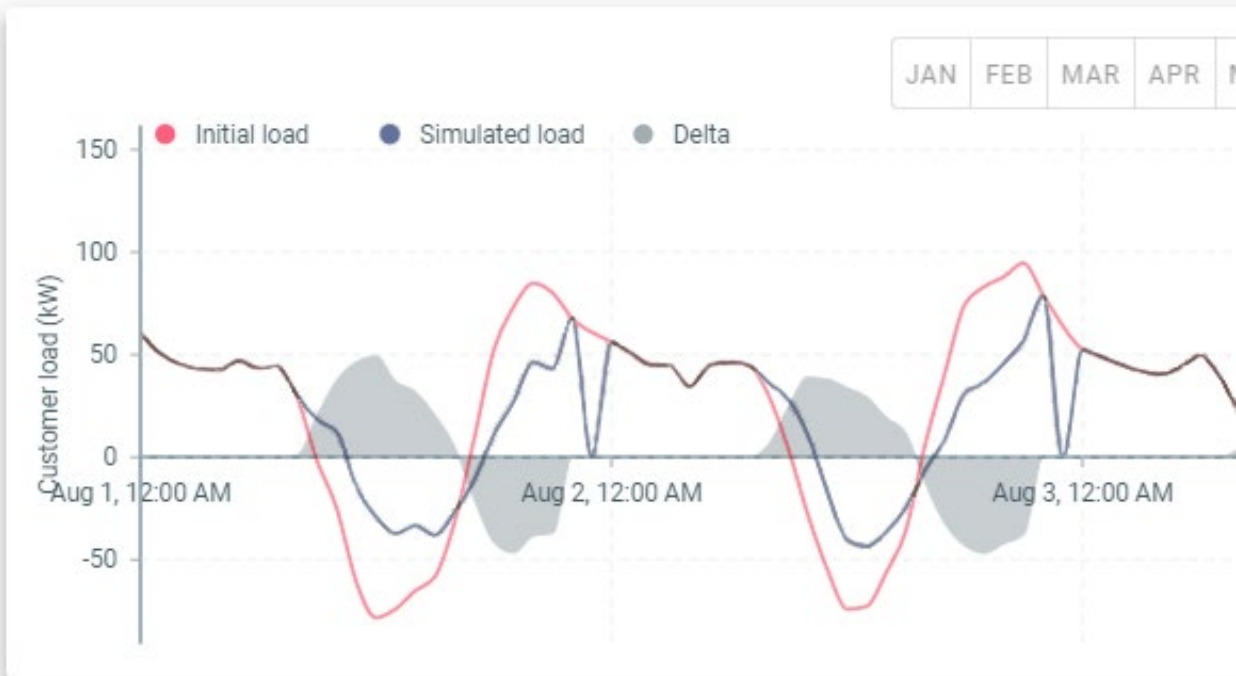 JAN FEB MAR APR
Initial load Simulated load Delta
150
100
50
0
-50
Customer load (kW)
Aug 1, 12:00 AM Aug 2, 12:00 AM Aug 3, 12:00 AM